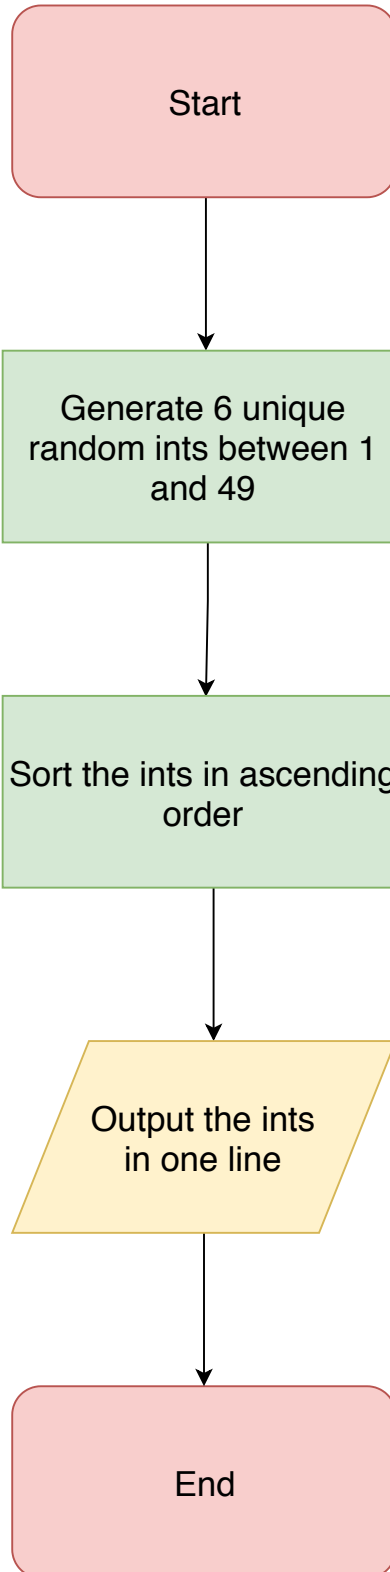 Start
Generate 6 unique
random ints between 1
and 49
Sort the ints in ascending
order
Output the ints
in one line
End